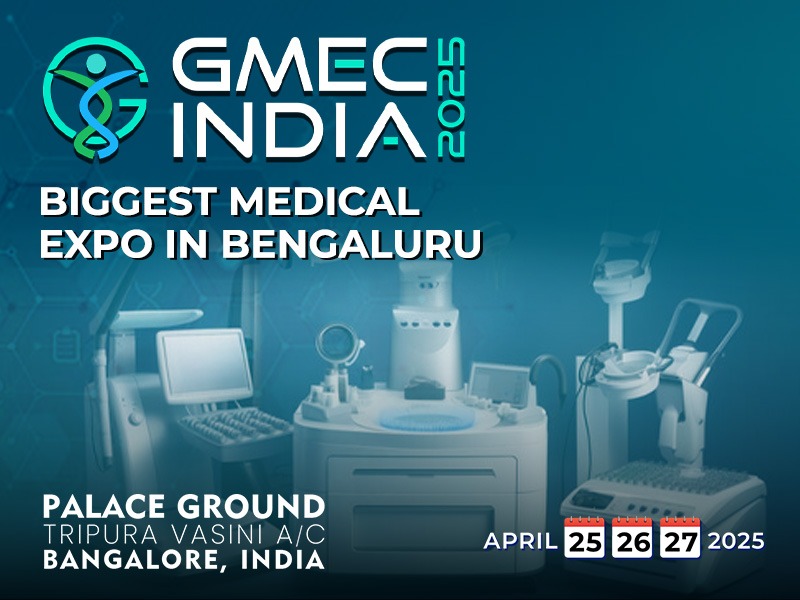 GMEC
INDIA
2025
BIGGEST MEDICAL
EXPO IN BENGALURU
PALACE GROUND
TRIPURA VASINI A/C
BANGALORE, INDIA
APRIL 25 26 27 2025